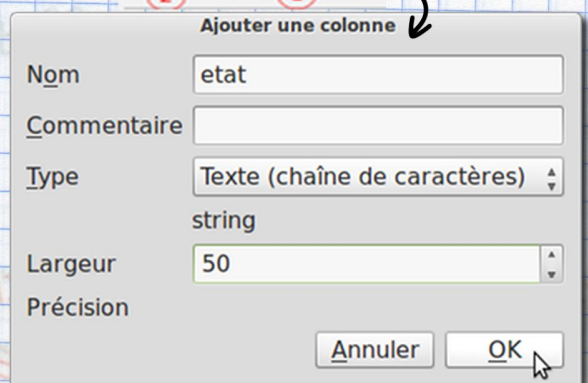 Ajouter une colonne
Nom etat
Commentaire
Type Texte (chaîne de caractères)
string
Largeur 50
Précision
Annuler OK